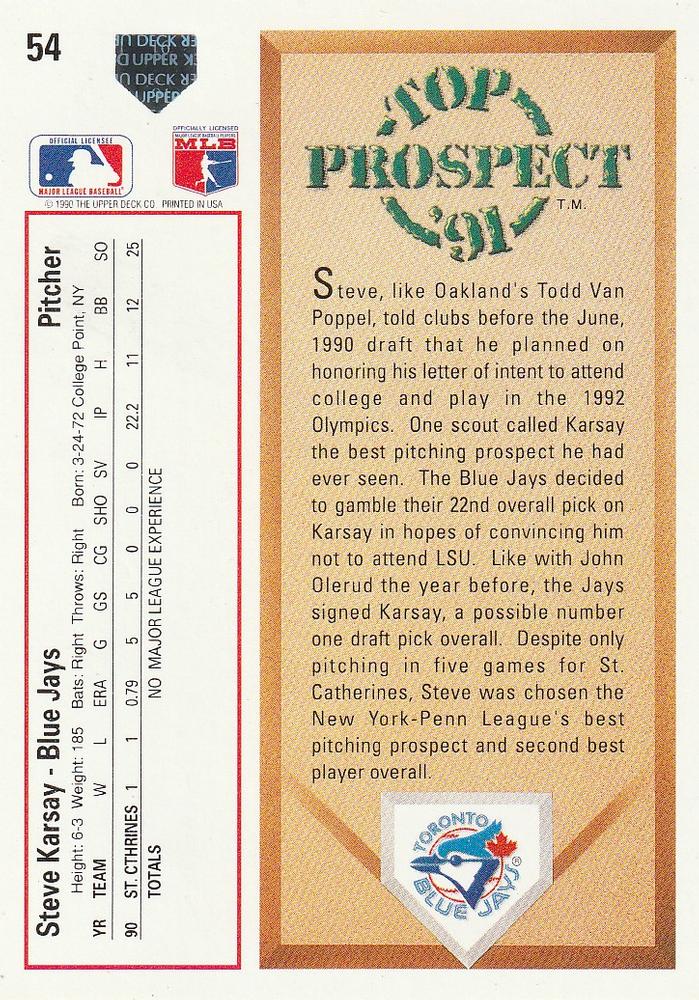 54
UPPER DECK
OFFICIAL LICENSEE
MAJOR LEAGUE BASEBALL®
OFFICIALLY LICENSED
MAJOR LEAGUE BASEBALL PLAYERS
MLB
© 1990 THE UPPER DECK CO. PRINTED IN USA
Steve Karsay - Blue Jays Pitcher
Height: 6-3 Weight: 185 Bats: Right Throws: Right Born: 3-24-72 College Point, NY
YR TEAM W L ERA G GS CG SHO SV IP H BB SO
90 ST. CTHRINES 1 1 0.79 5 5 0 0 0 22.2 11 12 25
TOTALS NO MAJOR LEAGUE EXPERIENCE
TOP
PROSPECT
'91
T.M.
Steve, like Oakland's Todd Van
Poppel, told clubs before the June,
1990 draft that he planned on
honoring his letter of intent to attend
college and play in the 1992
Olympics. One scout called Karsay
the best pitching prospect he had
ever seen. The Blue Jays decided
to gamble their 22nd overall pick on
Karsay in hopes of convincing him
not to attend LSU. Like with John
Olerud the year before, the Jays
signed Karsay, a possible number
one draft pick overall. Despite only
pitching in five games for St.
Catherines, Steve was chosen the
New York-Penn League's best
pitching prospect and second best
player overall.
TORONTO
BLUE JAYS®